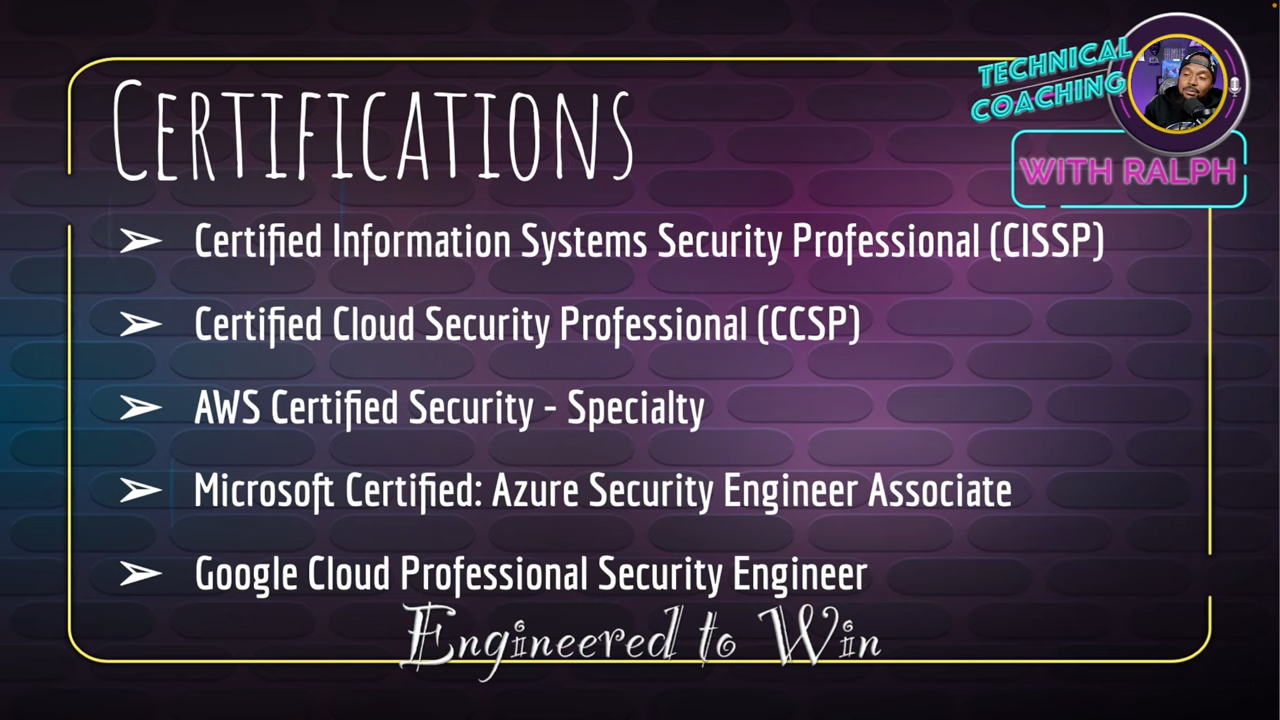 TECHNICAL
COACHING
WITH RALPH
CERTIFICATIONS
➢ Certified Information Systems Security Professional (CISSP)
➢ Certified Cloud Security Professional (CCSP)
➢ AWS Certified Security - Specialty
➢ Microsoft Certified: Azure Security Engineer Associate
➢ Google Cloud Professional Security Engineer
Engineered to Win